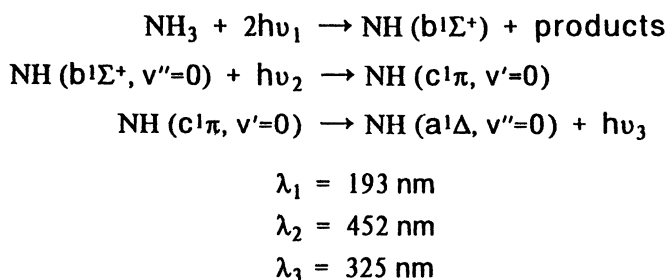 NH₃ + 2hυ₁ → NH (b¹Σ⁺) + products
NH (b¹Σ⁺, v"=0) + hυ₂ → NH (c¹π, v'=0)
NH (c¹π, v'=0) → NH (a¹Δ, v"=0) + hυ₃
λ₁ = 193 nm
λ₂ = 452 nm
λ₃ = 325 nm